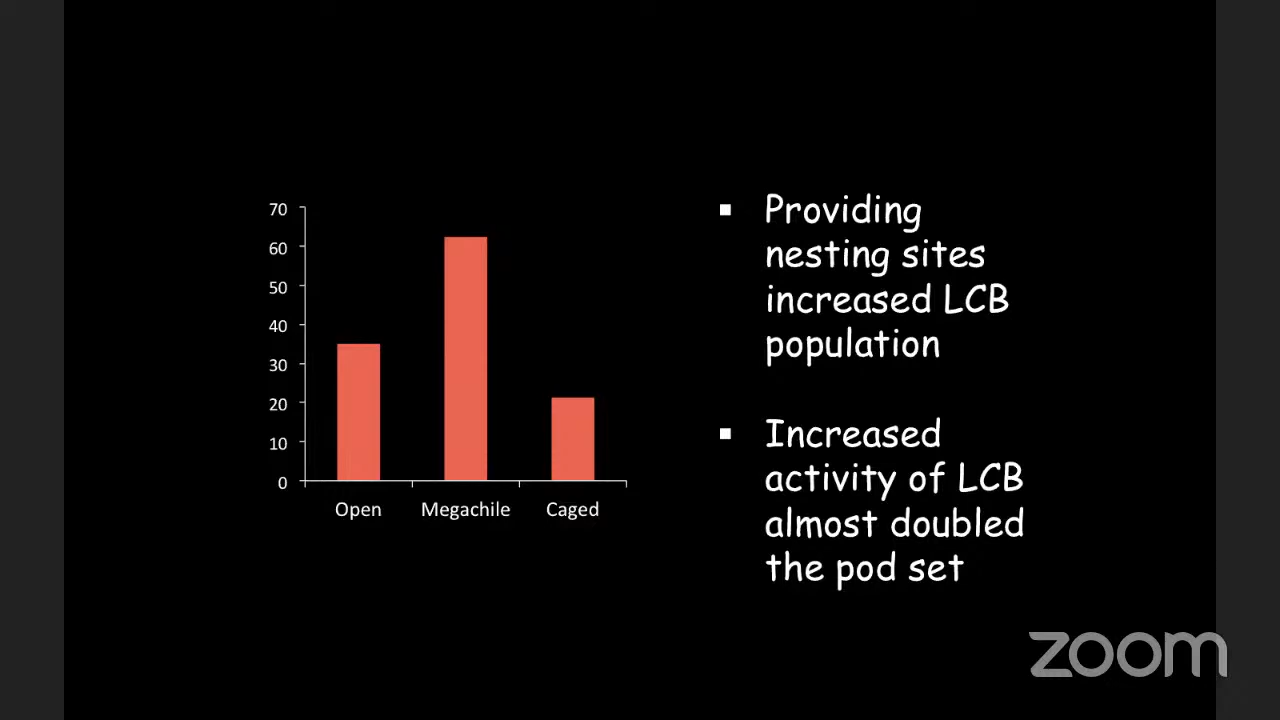 70
60
50
40
30
20
10
0
Open Megachile Caged
▪ Providing
nesting sites
increased LCB
population
▪ Increased
activity of LCB
almost doubled
the pod set
zoom